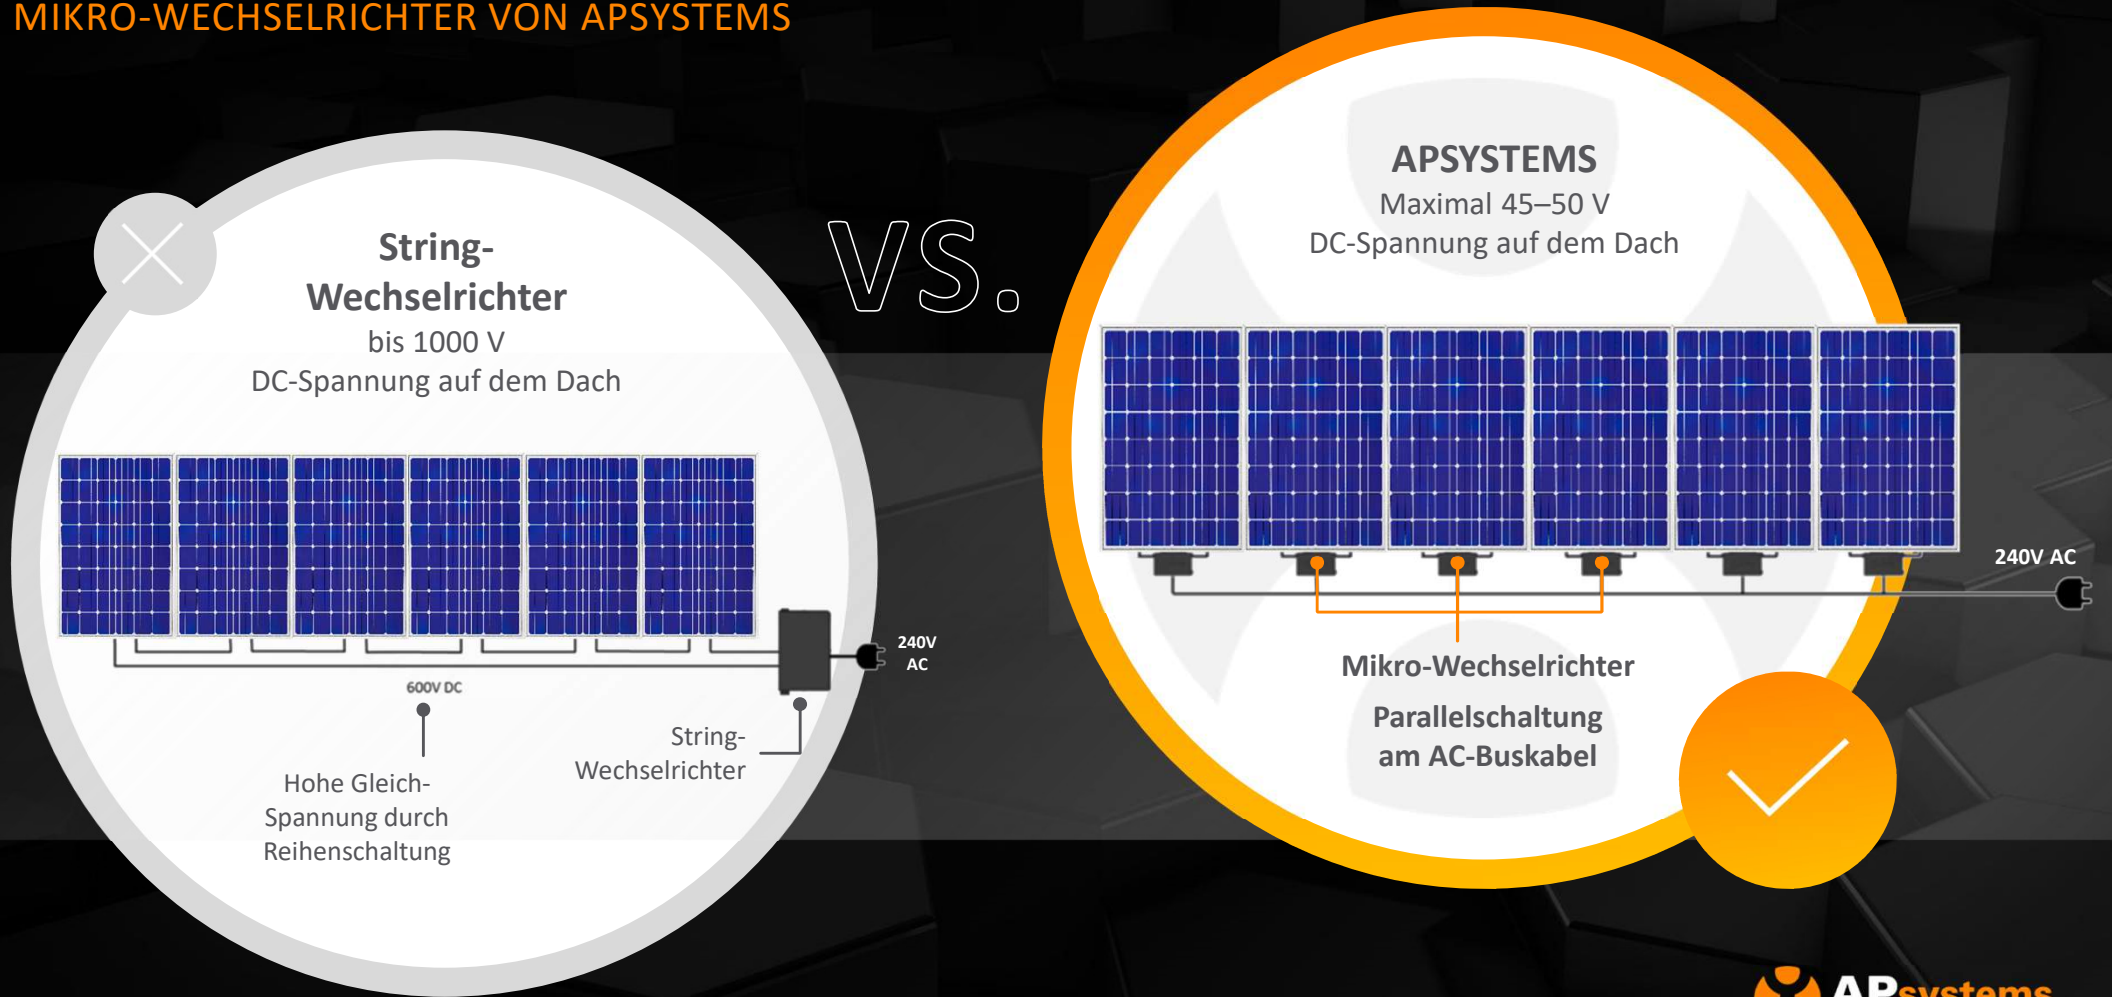 MIKRO-WECHSELRICHTER VON APSYSTEMS
String-
Wechselrichter
bis 1000 V
DC-Spannung auf dem Dach
600V DC
240V
AC
Hohe Gleich-
Spannung durch
Reihenschaltung
String-
Wechselrichter
VS.
APSYSTEMS
Maximal 45–50 V
DC-Spannung auf dem Dach
240V AC
Mikro-Wechselrichter
Parallelschaltung
am AC-Buskabel
APsystems